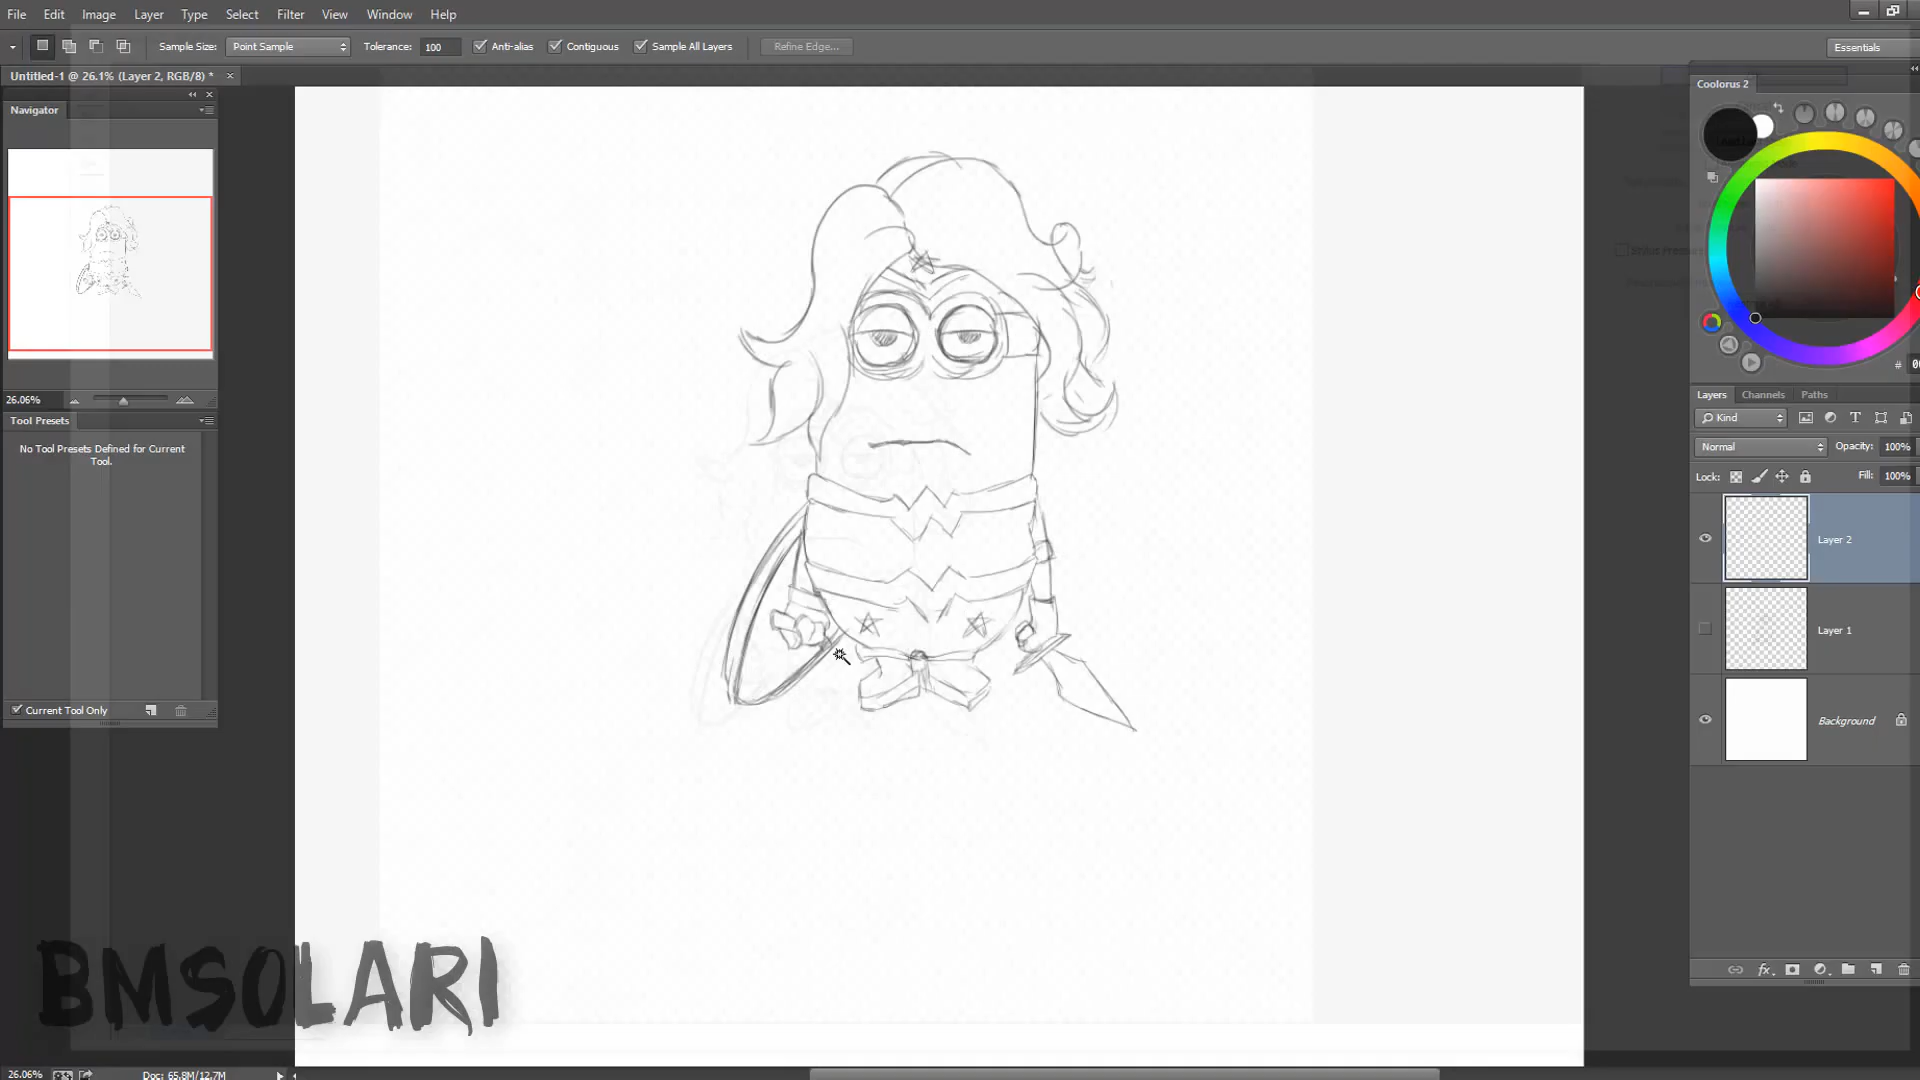 File Edit Image Layer Type Select Filter View Window Help
Sample Size: Point Sample Tolerance: 100 Anti-alias Contiguous Sample All Layers Refine Edge... Essentials
Untitled-1 @ 26.1% (Layer 2, RGB/8) *
Navigator
Coolorus 2
#
26.06%
Tool Presets
No Tool Presets Defined for Current
Tool.
Layers Channels Paths
Kind
Normal Opacity: 100%
Lock: Fill: 100%
Layer 2
Layer 1
Background
Current Tool Only
BMSOLARI
26.06% Doc: 65.8M/12.7M